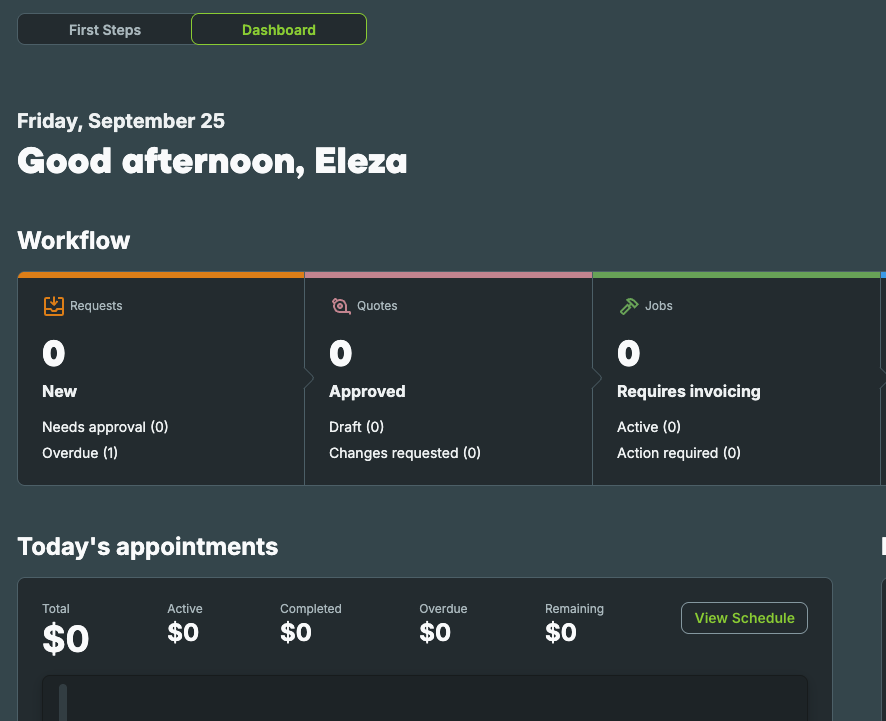 First Steps
Dashboard
Friday, September 25
Good afternoon, Eleza
Workflow
Requests
0
New
Needs approval (0)
Overdue (1)
Quotes
0
Approved
Draft (0)
Changes requested (0)
Jobs
0
Requires invoicing
Active (0)
Action required (0)
Today's appointments
Total
$0
Active
$0
Completed
$0
Overdue
$0
Remaining
$0
View Schedule